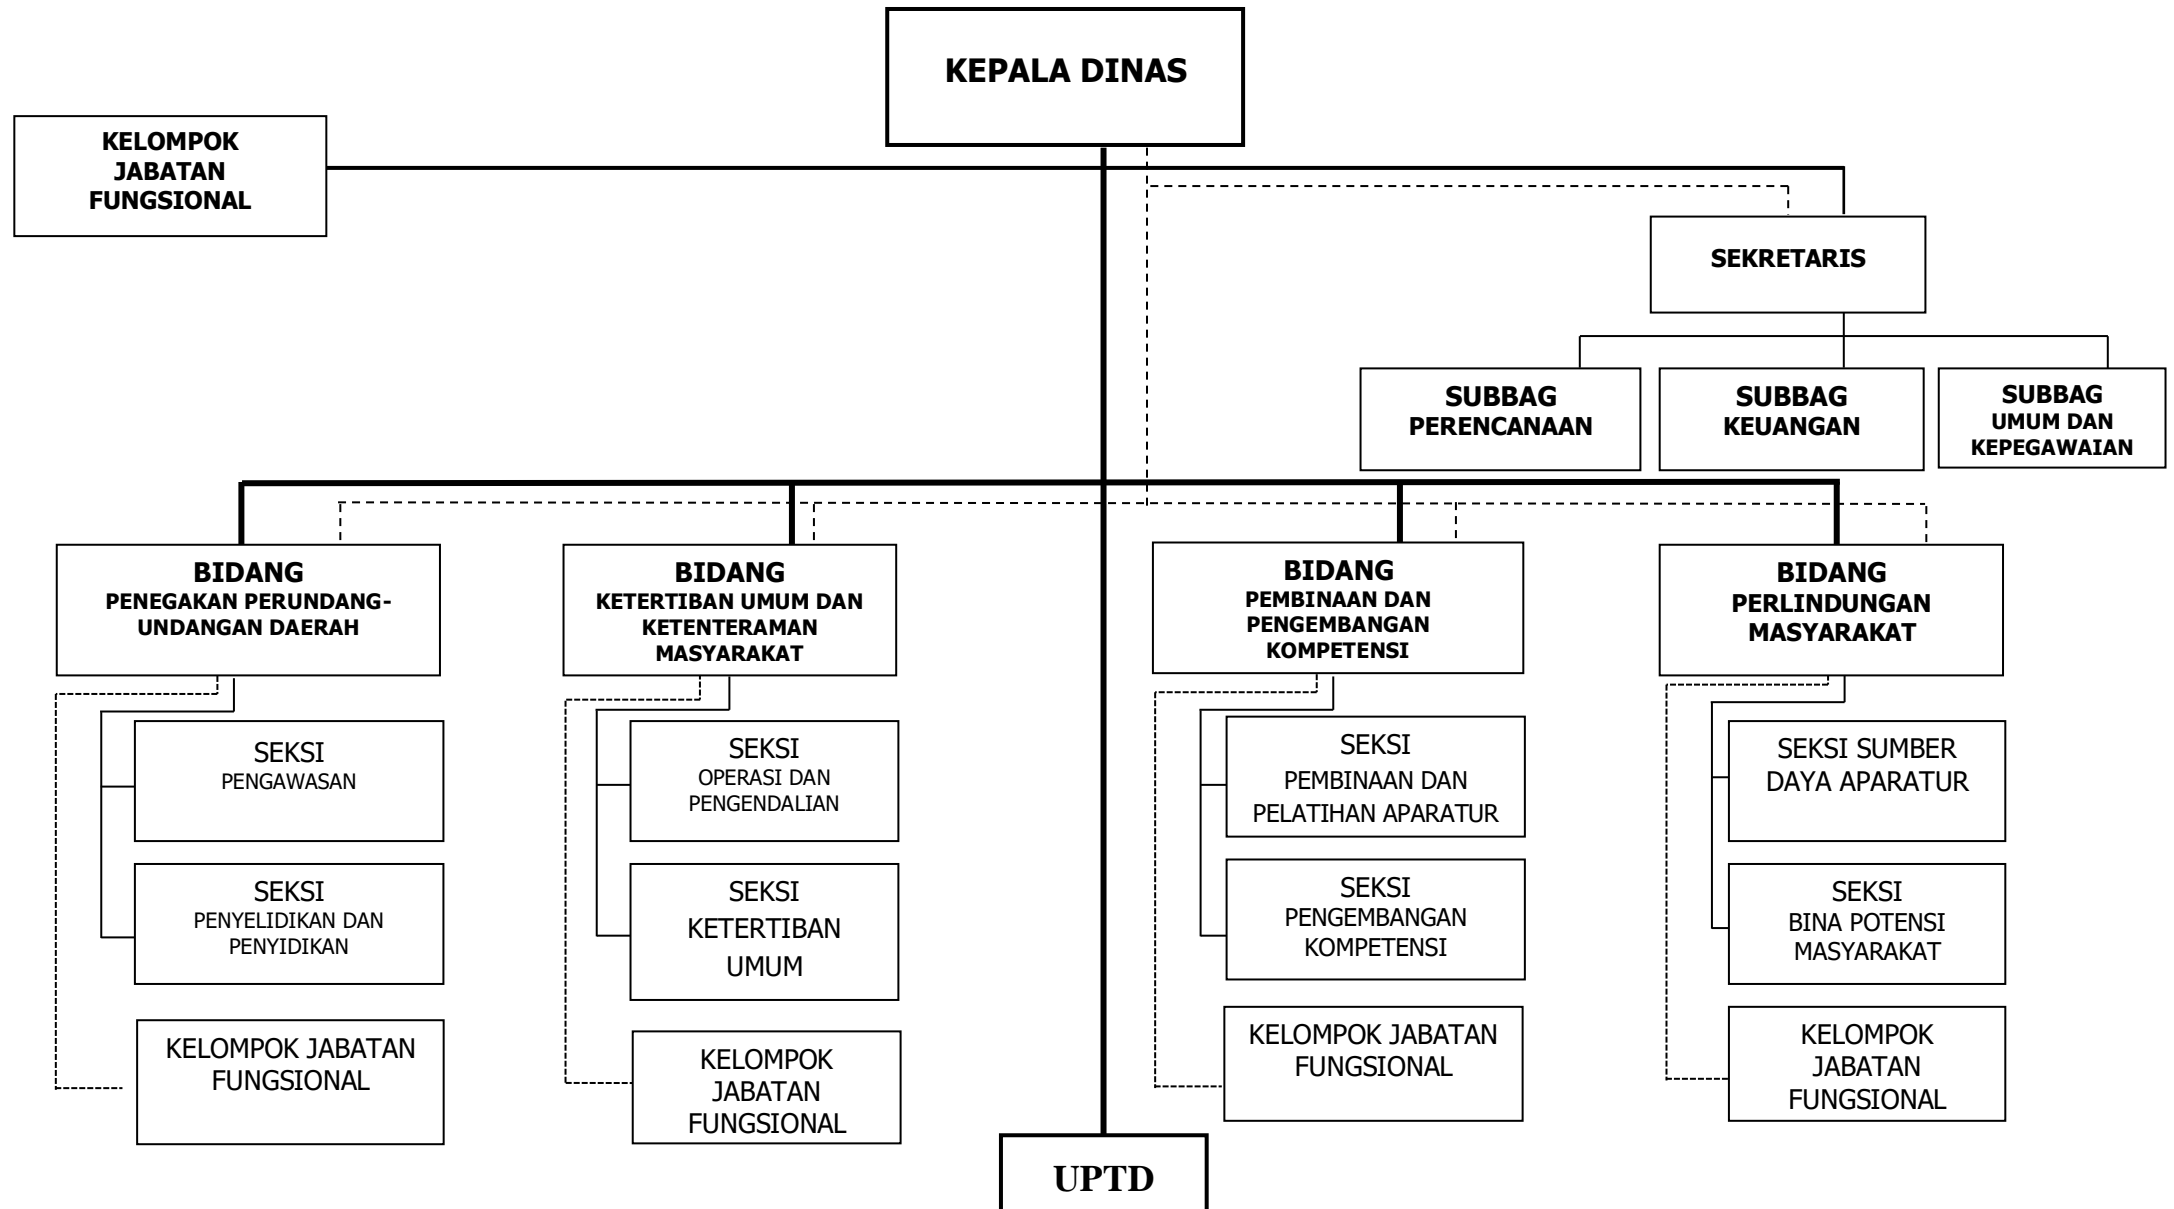 KEPALA DINAS
KELOMPOK
JABATAN
FUNGSIONAL
SEKRETARIS
SUBBAG
PERENCANAAN
SUBBAG
KEUANGAN
SUBBAG
UMUM DAN
KEPEGAWAIAN
BIDANG
PENEGAKAN PERUNDANG-
UNDANGAN DAERAH
BIDANG
KETERTIBAN UMUM DAN
KETENTERAMAN
MASYARAKAT
BIDANG
PEMBINAAN DAN
PENGEMBANGAN
KOMPETENSI
BIDANG
PERLINDUNGAN
MASYARAKAT
SEKSI
PENGAWASAN
SEKSI
PENYELIDIKAN DAN
PENYIDIKAN
KELOMPOK JABATAN
FUNGSIONAL
SEKSI
OPERASI DAN
PENGENDALIAN
SEKSI
KETERTIBAN
UMUM
KELOMPOK
JABATAN
FUNGSIONAL
SEKSI
PEMBINAAN DAN
PELATIHAN APARATUR
SEKSI
PENGEMBANGAN
KOMPETENSI
KELOMPOK JABATAN
FUNGSIONAL
SEKSI SUMBER
DAYA APARATUR
SEKSI
BINA POTENSI
MASYARAKAT
KELOMPOK
JABATAN
FUNGSIONAL
UPTD